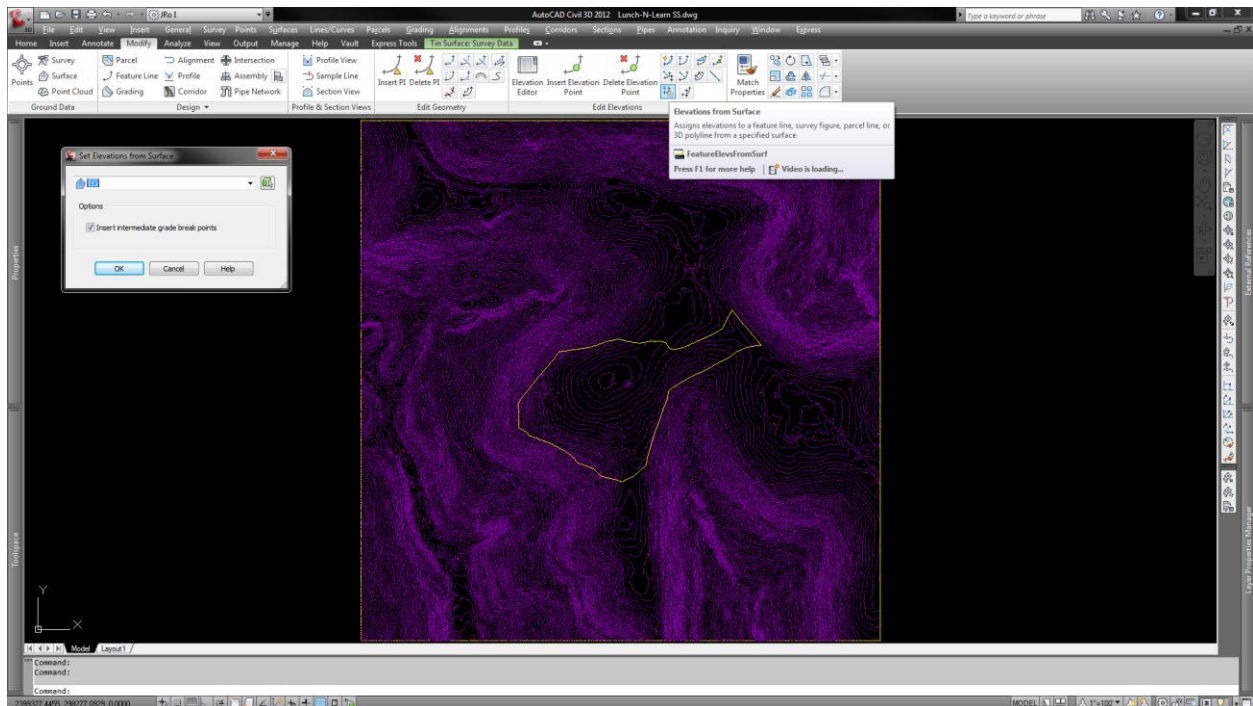 JRo1
AutoCAD Civil 3D 2012 Lunch-N-Learn SS.dwg
Type a keyword or phrase
File Edit View Insert General Survey Points Surfaces Lines/Curves Parcels Grading Alignments Profiles Corridors Sections Pipes Annotation Inquiry Window Express
Home Insert Annotate Modify Analyze View Output Manage Help Vault Express Tools Tin Surface: Survey Data
Survey Parcel Alignment Intersection Profile View
Points Surface Feature Line Profile Assembly Sample Line Insert PI Delete PI Elevation Editor Insert Elevation Point Delete Elevation Point Match Properties
Point Cloud Grading Corridor Pipe Network Section View
Ground Data Design Profile & Section Views Edit Geometry Edit Elevations
Elevations from Surface
Assigns elevations to a feature line, survey figure, parcel line, or
3D polyline from a specified surface
FeatureElevsFromSurf
Press F1 for more help Video is loading...
Set Elevations from Surface
Options
Insert intermediate grade break points
OK Cancel Help
Properties
Toolspace
External References
Layer Properties Manager
Y
X
Model Layout1
Command:
Command:
Command:
MODEL 1"=100'